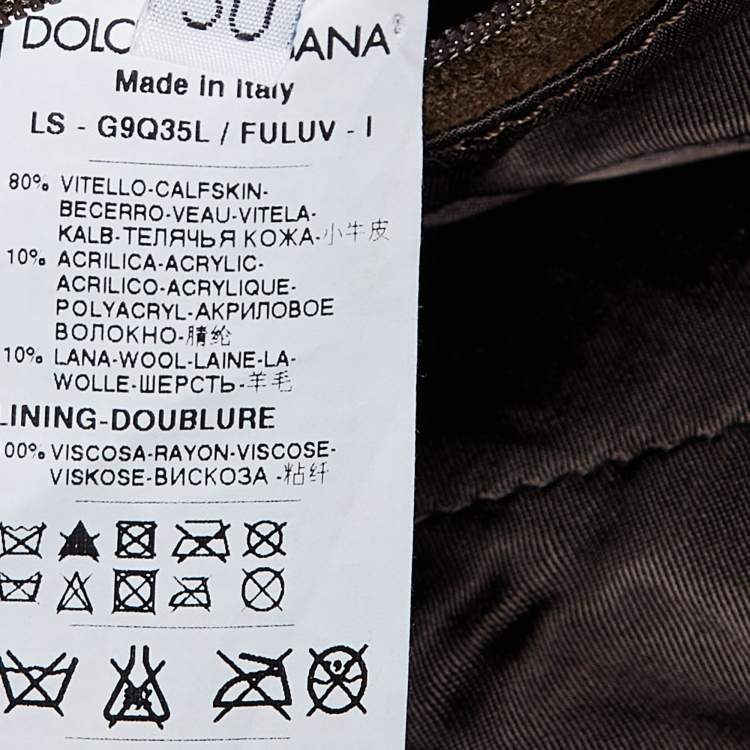 50
DOLC ANA
Made in Italy
LS - G9Q35L / FULUV - I
80% VITELLO-CALFSKIN-
BECERRO-VEAU-VITELA-
KALB-ТЕЛЯЧЬЯ КОЖА-小牛皮
10% ACRILICA-ACRYLIC-
ACRILICO-ACRYLIQUE-
POLYACRYL-АКРИЛОВОЕ
ВОЛОКНО-腈纶
10% LANA-WOOL-LAINE-LA-
WOLLE-ШЕРСТЬ-羊毛
LINING-DOUBLURE
00% VISCOSA-RAYON-VISCOSE-
VISKOSE-ВИСКОЗА -粘纤